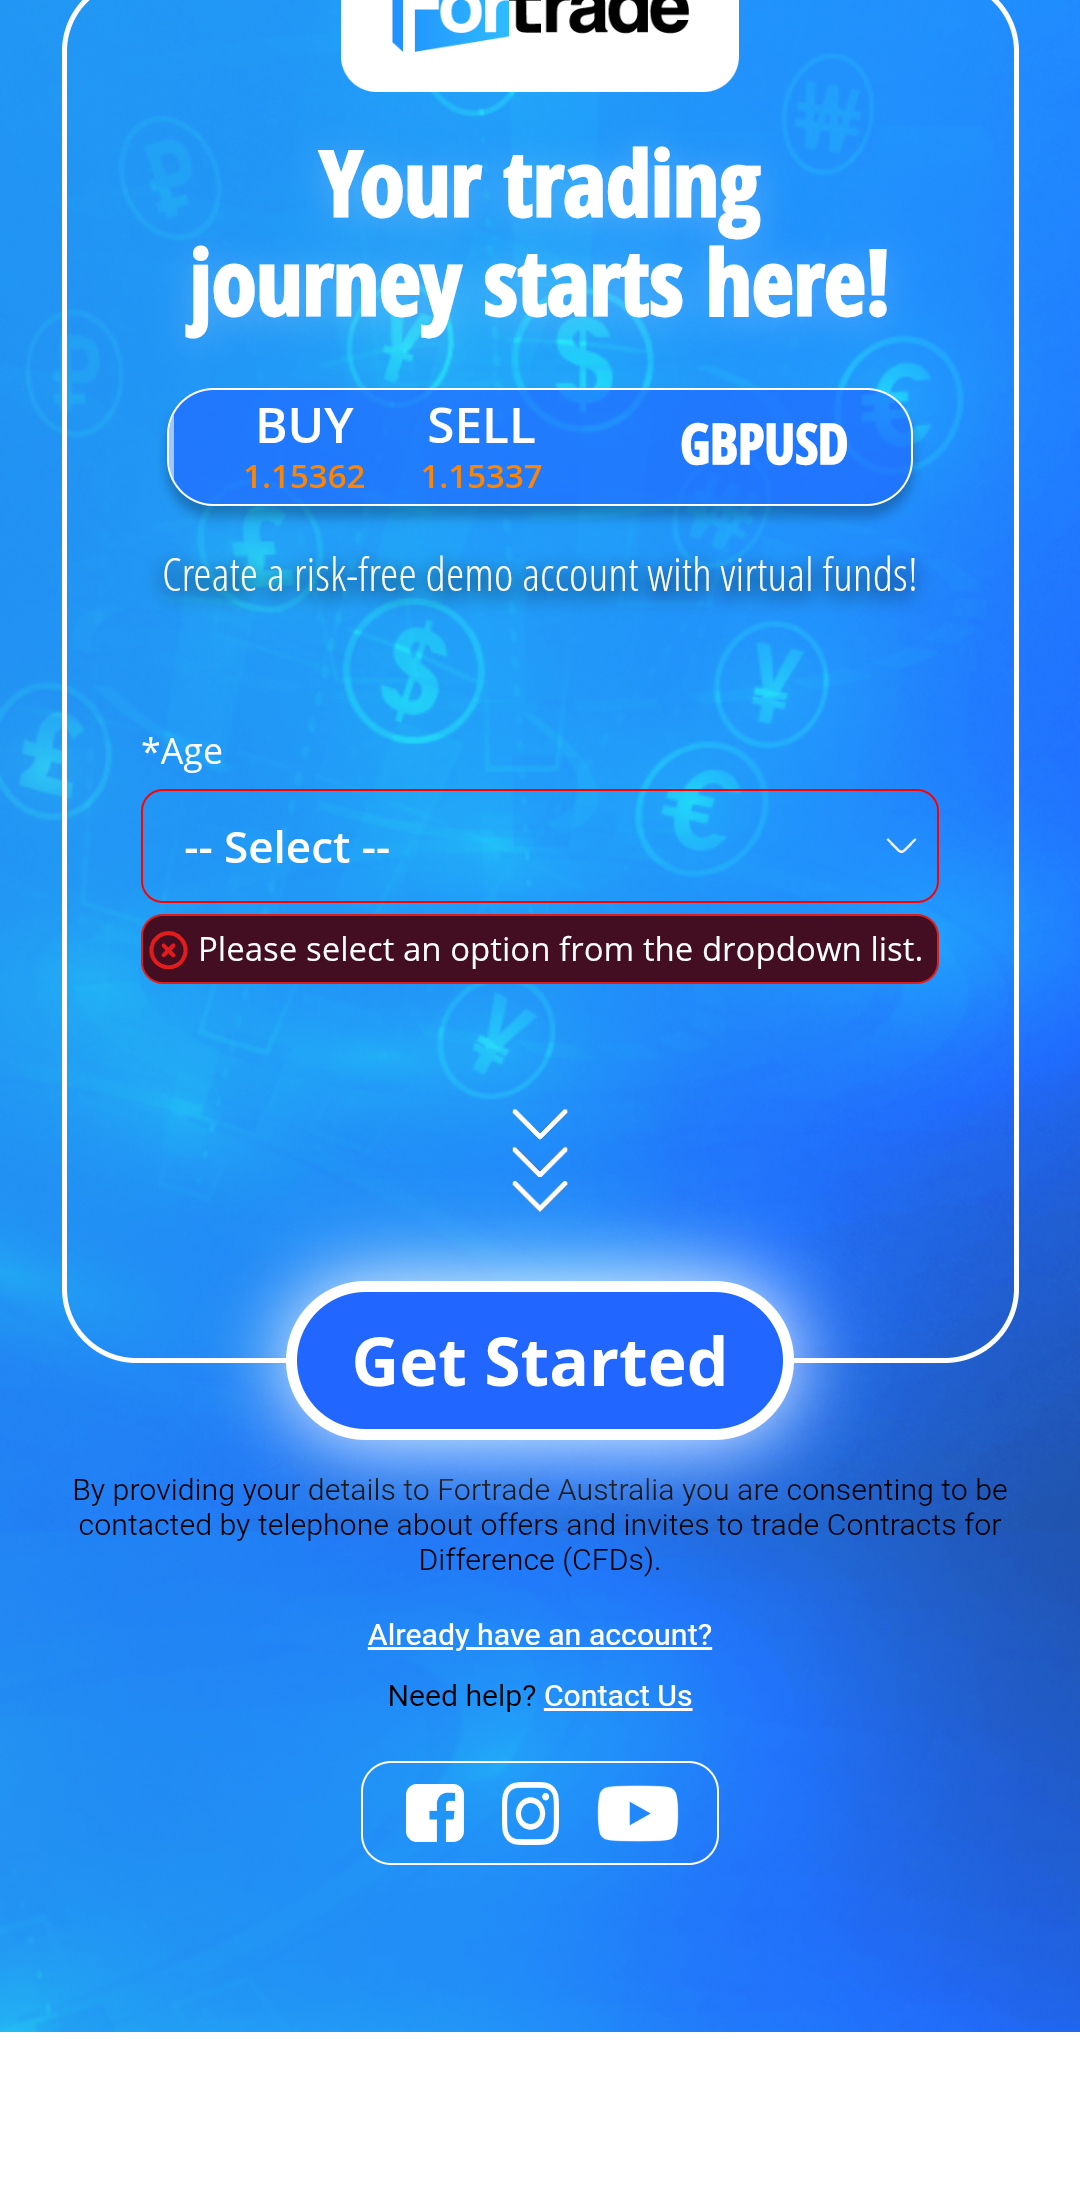 Fortrade
Your trading
journey starts here!
BUY SELL GBPUSD
1.15362 1.15337
Create a risk-free demo account with virtual funds!
*Age
-- Select --
Please select an option from the dropdown list.
Get Started
By providing your details to Fortrade Australia you are consenting to be
contacted by telephone about offers and invites to trade Contracts for
Difference (CFDs).
Already have an account?
Need help? Contact Us